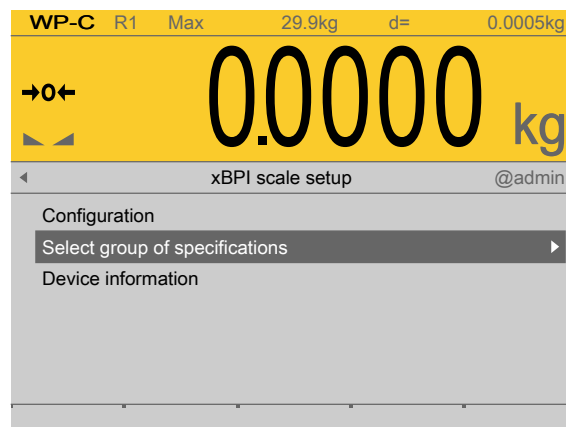 WP-C R1 Max 29.9kg d= 0.0005kg
→0← 0.0000 kg
xBPI scale setup @admin
Configuration
Select group of specifications
Device information